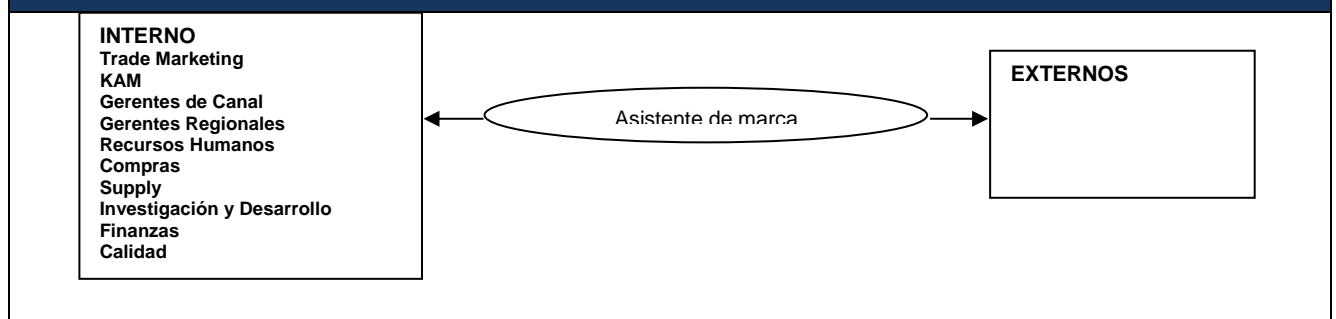 INTERNO
Trade Marketing
KAM
Gerentes de Canal
Gerentes Regionales
Recursos Humanos
Compras
Supply
Investigación y Desarrollo
Finanzas
Calidad
Asistente de marca
EXTERNOS